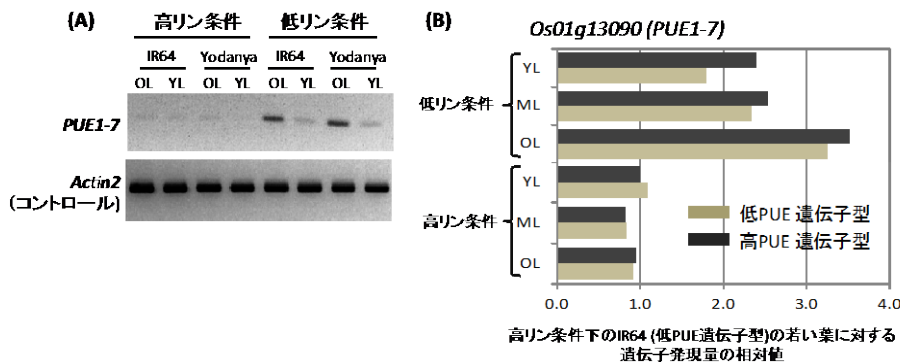 (A)
高リン条件 低リン条件
IR64 Yodanya IR64 Yodanya
OL YL OL YL OL YL OL YL
PUE1-7
Actin2
(コントロール)
(B)
Os01g13090 (PUE1-7)
低リン条件
YL
ML
OL
高リン条件
YL
ML
OL
低PUE 遺伝子型
高PUE 遺伝子型
0.0 1.0 2.0 3.0 4.0
高リン条件下のIR64 (低PUE遺伝子型)の若い葉に対する
遺伝子発現量の相対値